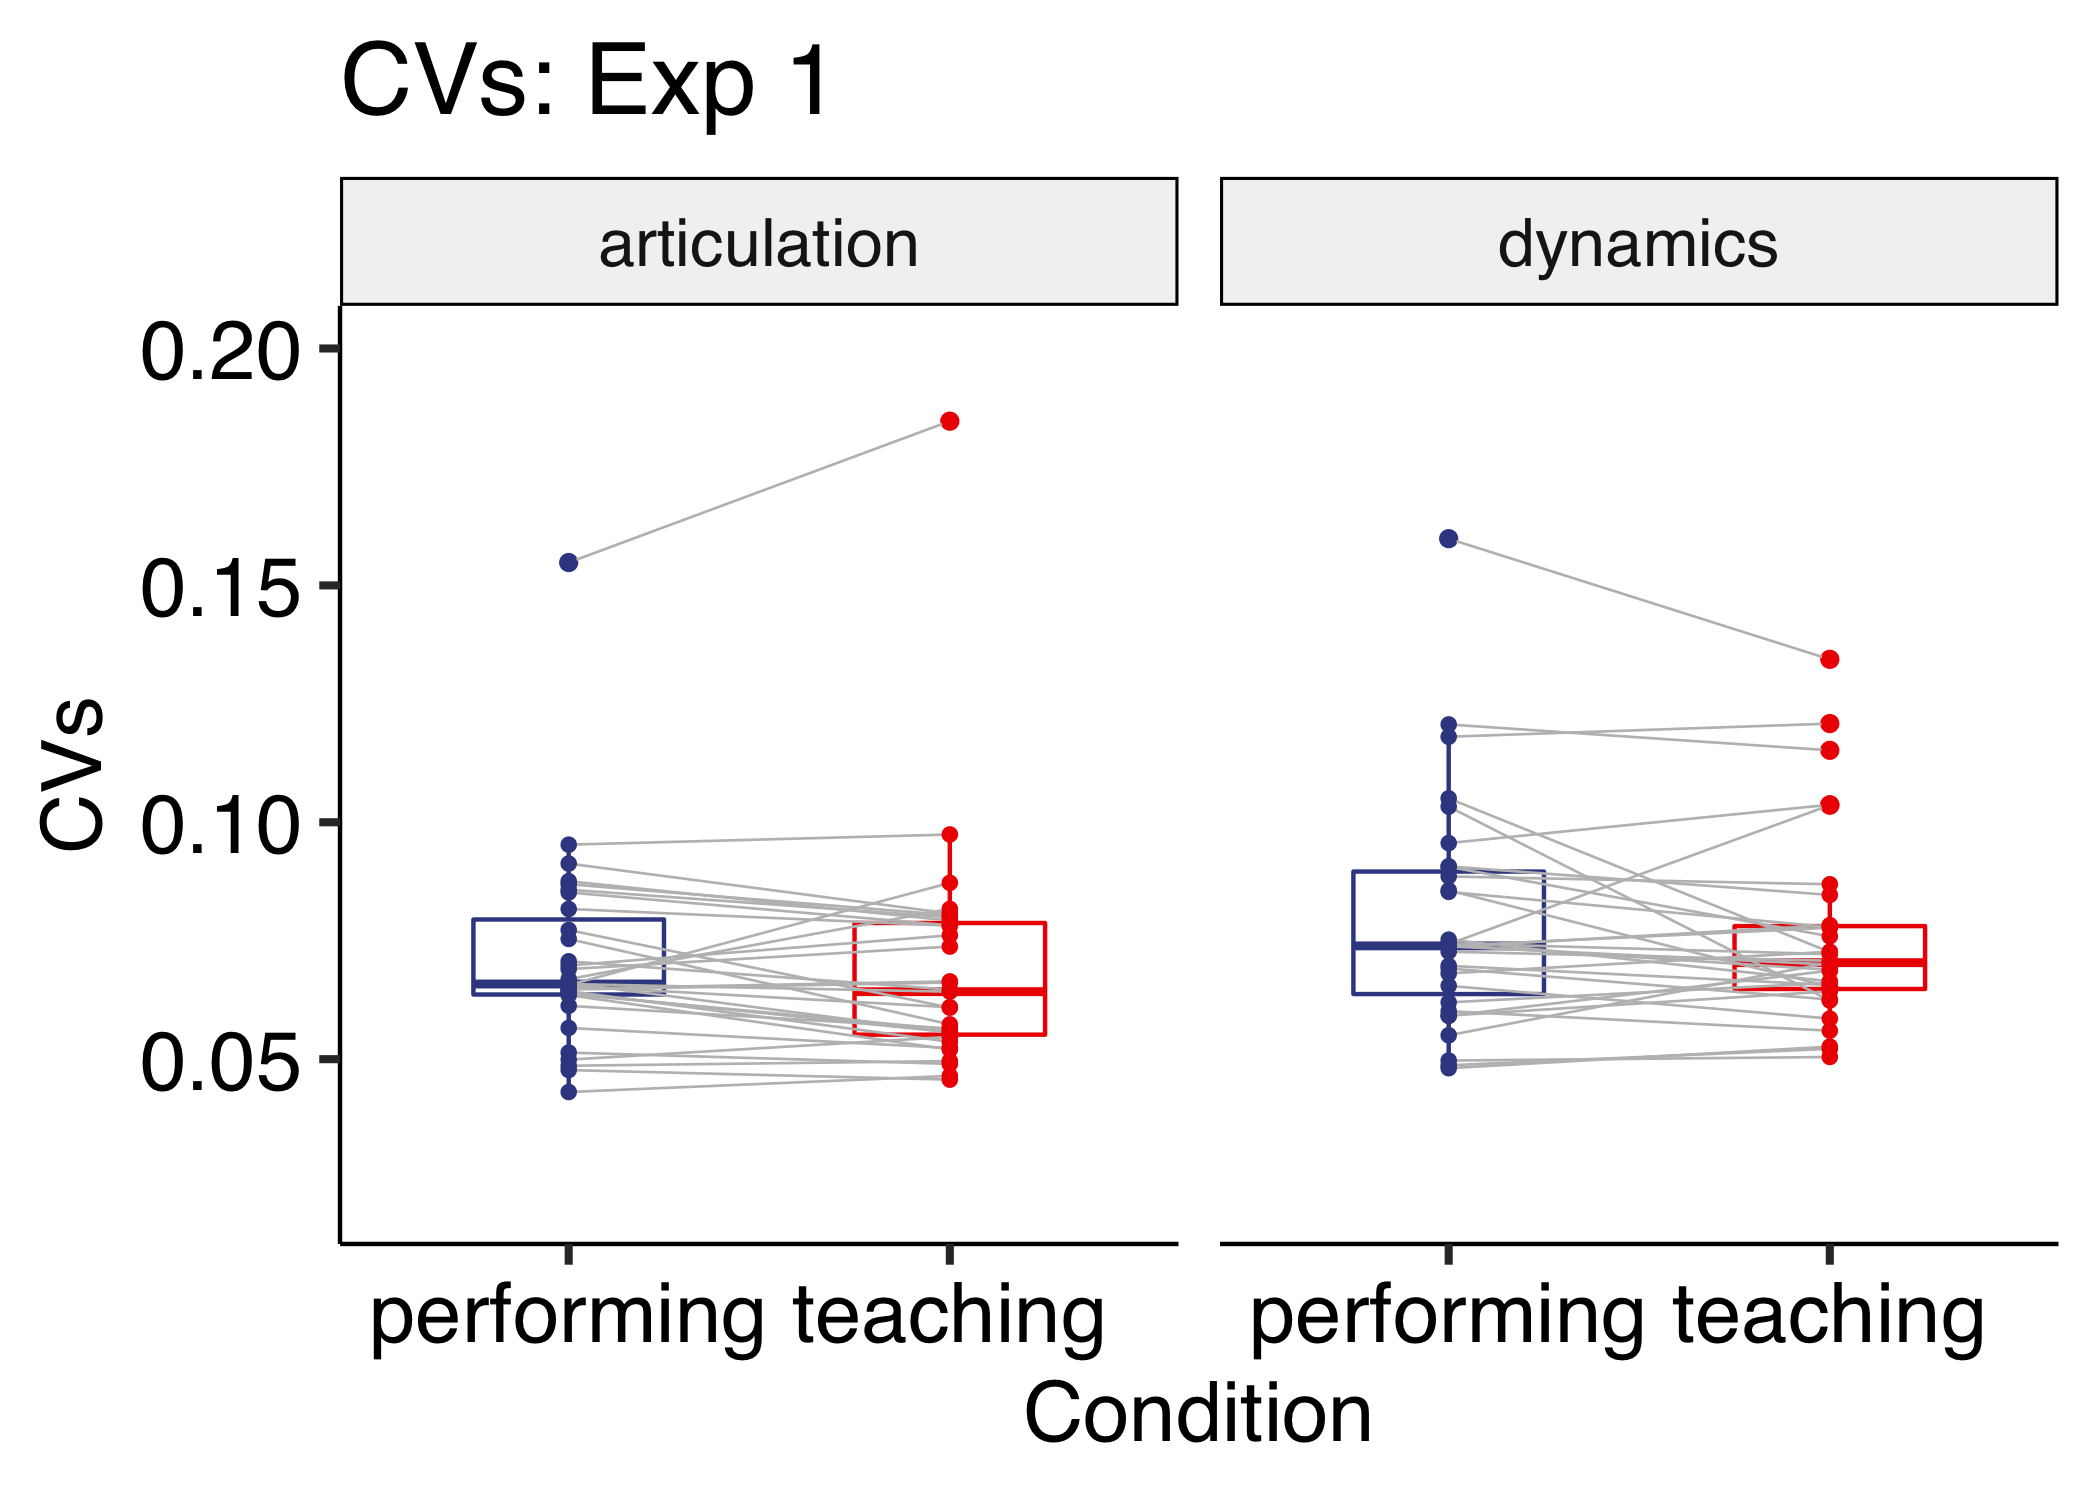 CVs: Exp 1
articulation
dynamics
0.20
0.15
0.10
0.05
CVs
performing teaching
performing teaching
Condition